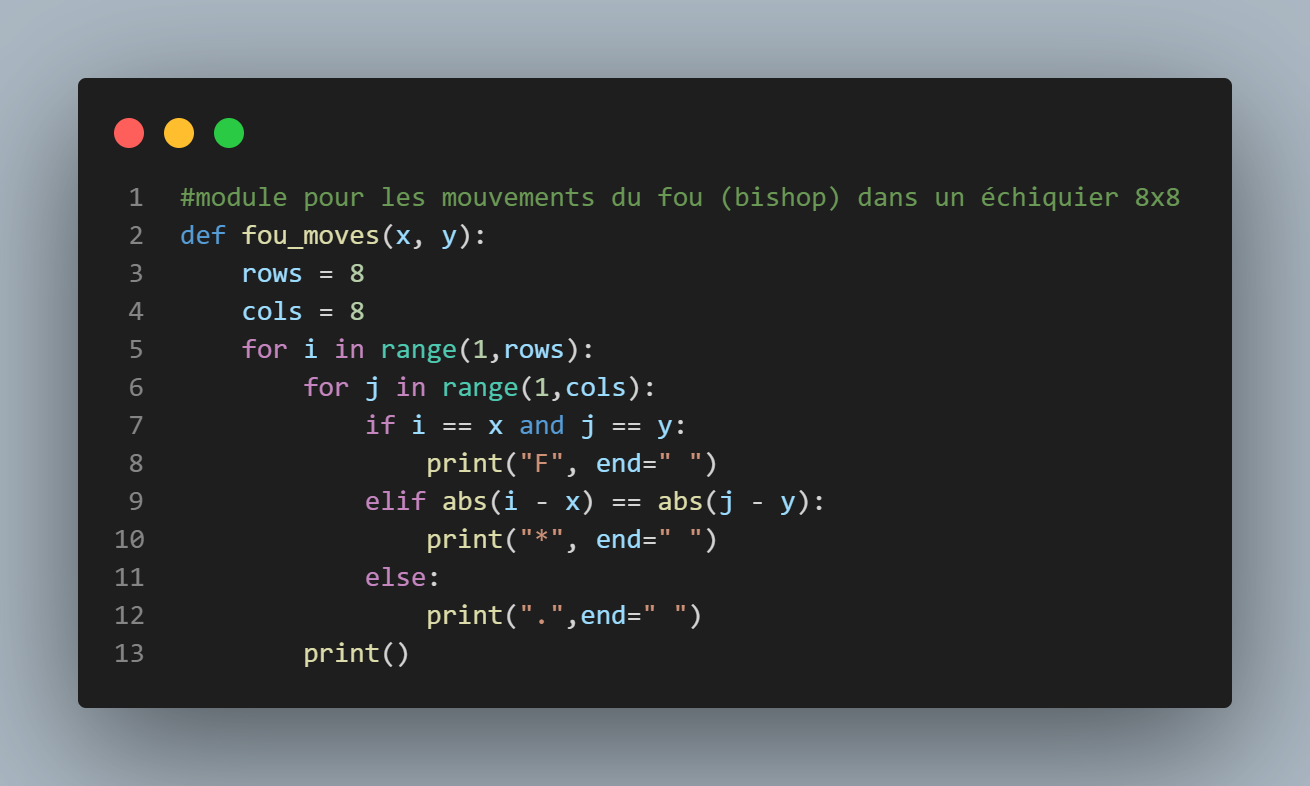 1 #module pour les mouvements du fou (bishop) dans un échiquier 8x8
2 def fou_moves(x, y):
3     rows = 8
4     cols = 8
5     for i in range(1,rows):
6         for j in range(1,cols):
7             if i == x and j == y:
8                 print("F", end=" ")
9             elif abs(i - x) == abs(j - y):
10                 print("*", end=" ")
11             else:
12                 print(".",end=" ")
13         print()